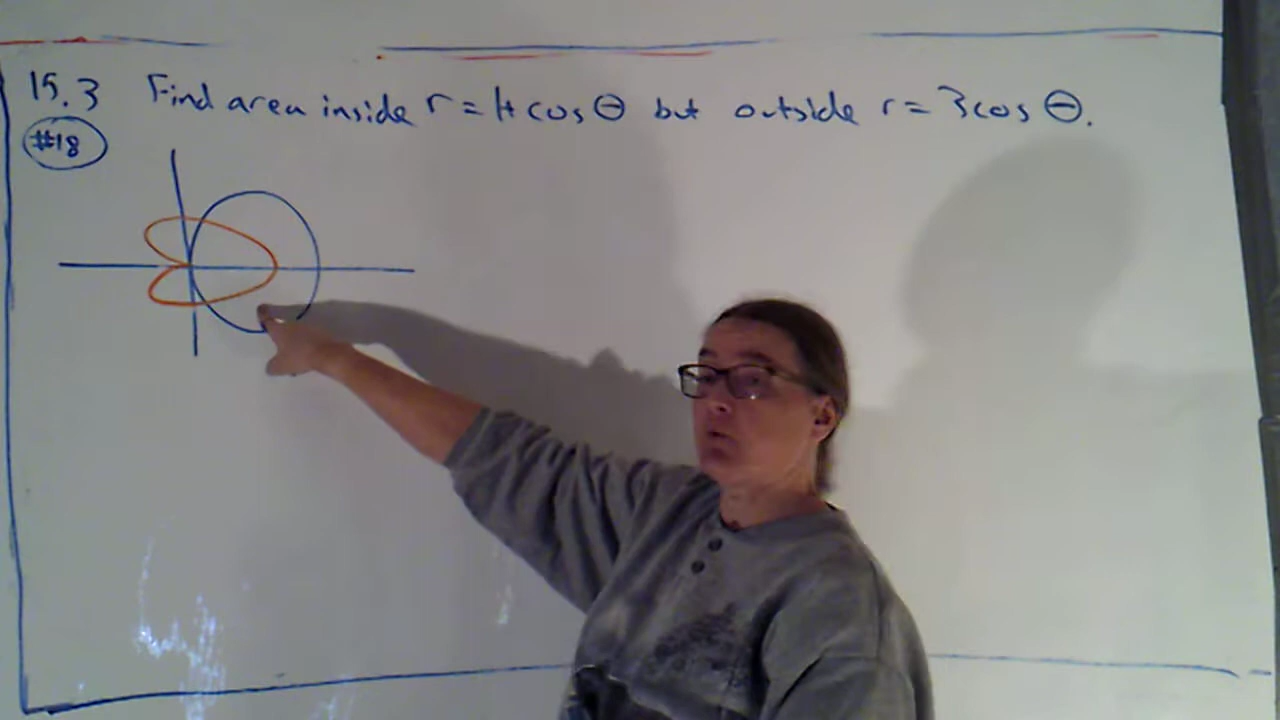 15.3 Find area inside r = 1+cos Θ but outside r = 3cos Θ.
#18